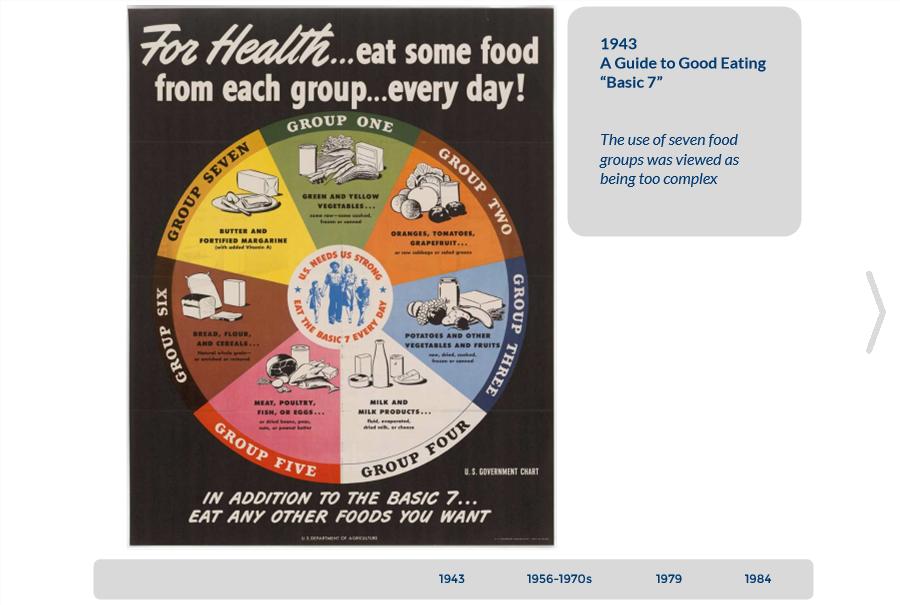 For Health...eat some food
from each group...every day!
GROUP ONE
GREEN AND YELLOW
VEGETABLES...
some raw—some cooked,
frozen or canned
GROUP TWO
ORANGES, TOMATOES,
GRAPEFRUIT...
or raw cabbage or salad greens
GROUP THREE
POTATOES AND OTHER
VEGETABLES AND FRUITS
raw, dried, cooked,
frozen or canned
GROUP FOUR
MILK AND
MILK PRODUCTS...
fluid, evaporated,
dried milk, or cheese
GROUP FIVE
MEAT, POULTRY,
FISH, OR EGGS...
or dried beans, peas,
nuts, or peanut butter
GROUP SIX
BREAD, FLOUR,
AND CEREALS...
Natural whole grain—
or enriched or restored
GROUP SEVEN
BUTTER AND
FORTIFIED MARGARINE
(with added Vitamin A)
U.S. NEEDS US STRONG
EAT THE BASIC 7 EVERY DAY
U. S. GOVERNMENT CHART
IN ADDITION TO THE BASIC 7...
EAT ANY OTHER FOODS YOU WANT
U.S. DEPARTMENT OF AGRICULTURE
1943
A Guide to Good Eating
“Basic 7”
The use of seven food
groups was viewed as
being too complex
1943 1956-1970s 1979 1984